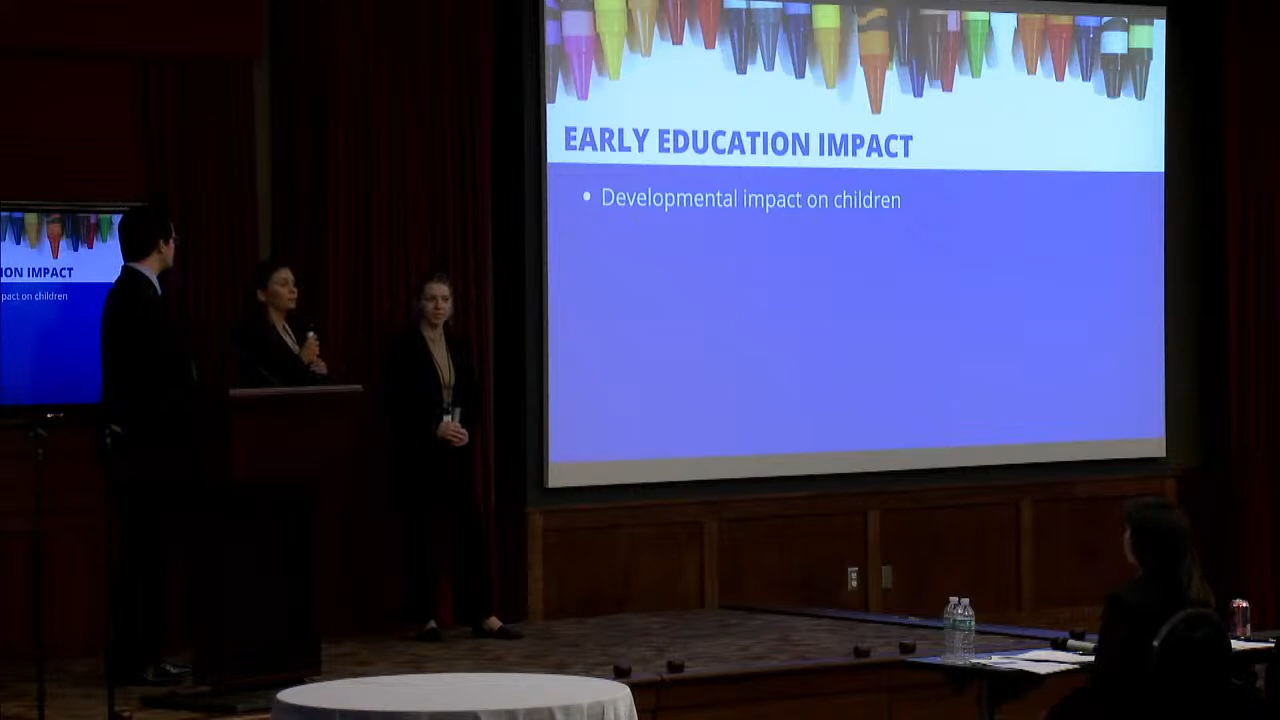 EARLY EDUCATION IMPACT
• Developmental impact on children
ION IMPACT
pact on children